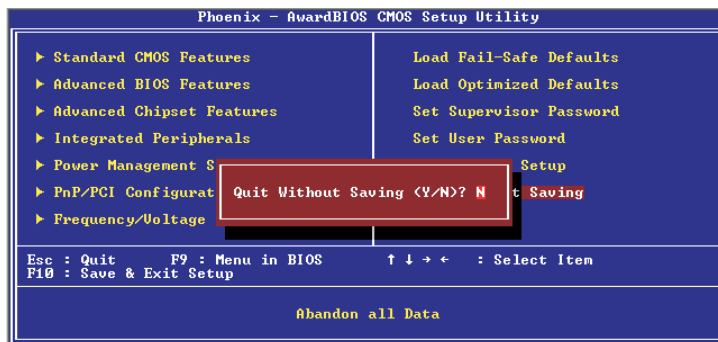 Phoenix - AwardBIOS CMOS Setup Utility
Standard CMOS Features
Advanced BIOS Features
Advanced Chipset Features
Integrated Peripherals
Power Management S
PnP/PCI Configurat
Frequency/Voltage
Load Fail-Safe Defaults
Load Optimized Defaults
Set Supervisor Password
Set User Password
Setup
t Saving
Quit Without Saving (Y/N)? N
Esc : Quit F9 : Menu in BIOS ↑ ↓ → ← : Select Item
F10 : Save & Exit Setup
Abandon all Data